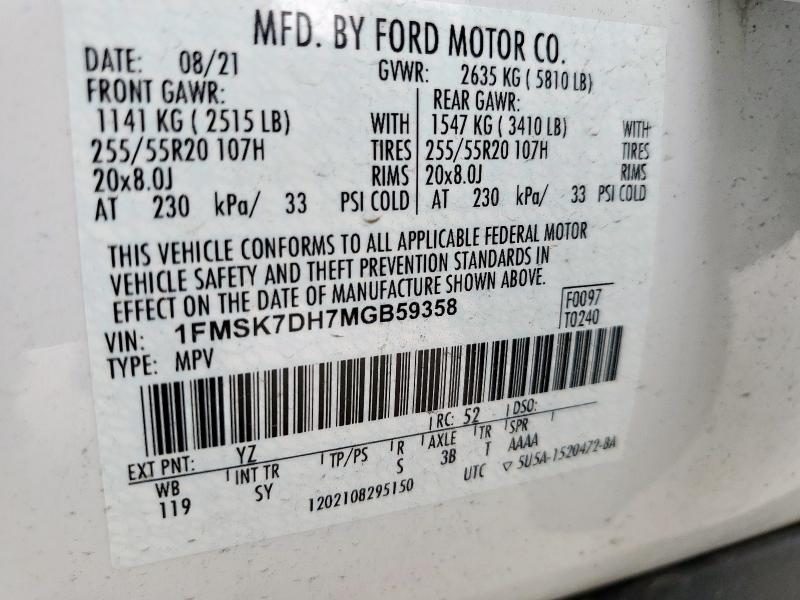 MFD. BY FORD MOTOR CO.
DATE: 08/21 GVWR: 2635 KG ( 5810 LB)
FRONT GAWR: REAR GAWR:
1141 KG ( 2515 LB) WITH 1547 KG ( 3410 LB) WITH
255/55R20 107H TIRES 255/55R20 107H TIRES
20x8.0J RIMS 20x8.0J RIMS
AT 230 kPa/ 33 PSI COLD AT 230 kPa/ 33 PSI COLD
THIS VEHICLE CONFORMS TO ALL APPLICABLE FEDERAL MOTOR
VEHICLE SAFETY AND THEFT PREVENTION STANDARDS IN
EFFECT ON THE DATE OF MANUFACTURE SHOWN ABOVE.
VIN: 1FMSK7DH7MGB59358 F0097
TYPE: MPV T0240
EXT PNT: YZ RC: 52 DSO:
WB INT TR TP/PS R AXLE TR SPR
119 SY S 3B T AAAA
1202108295150 UTC ▽ 5U5A-1520472-BA